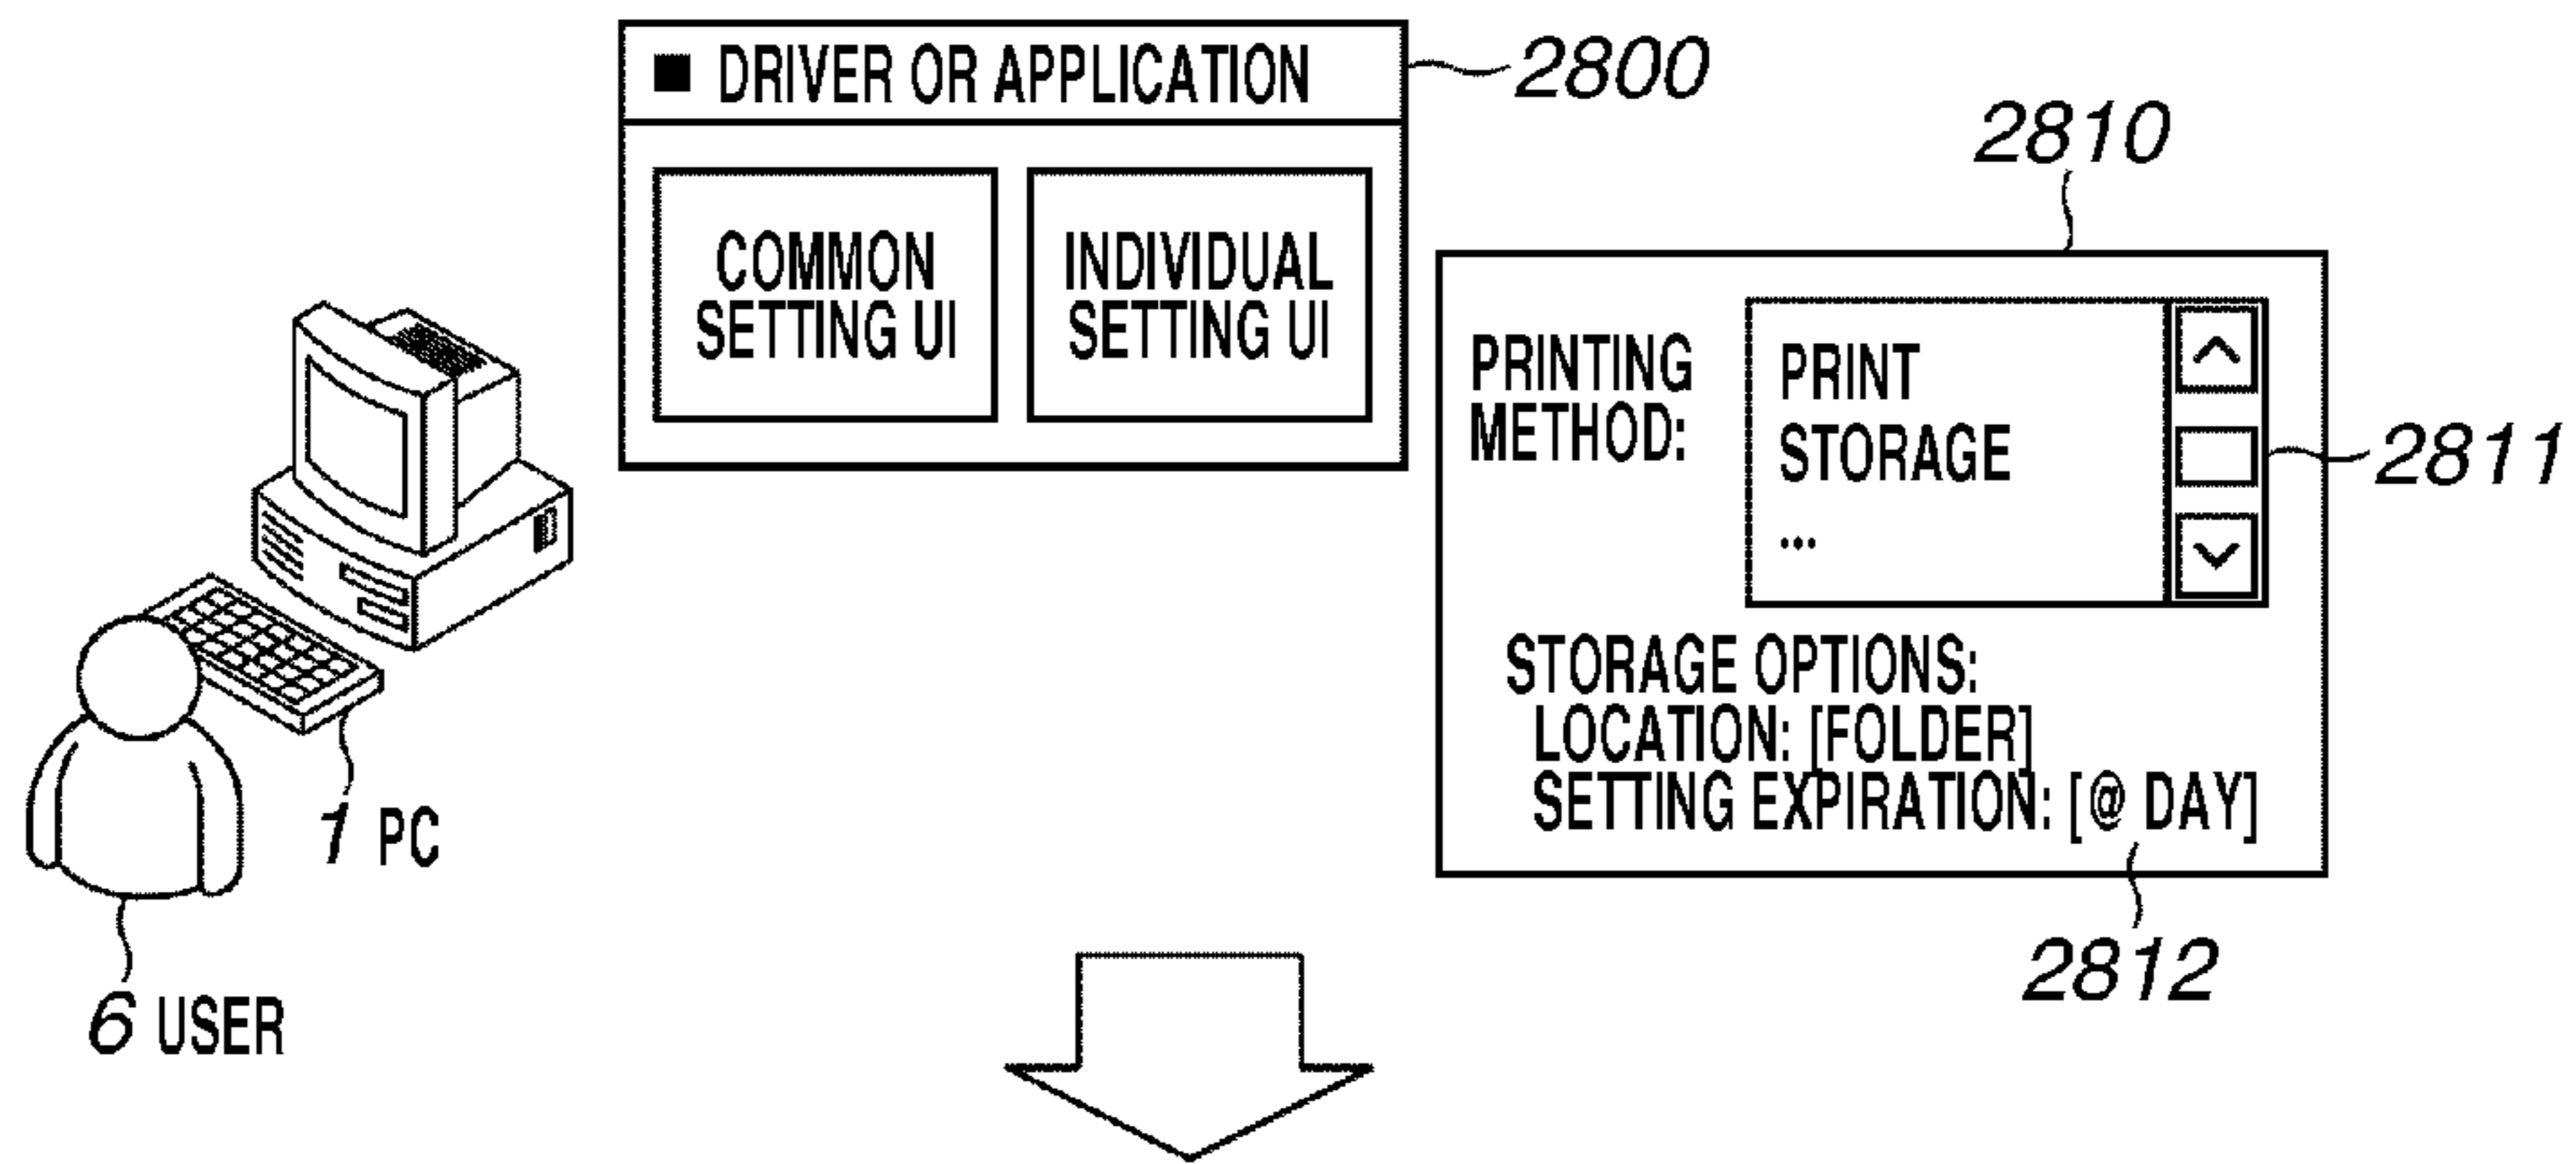 ■ DRIVER OR APPLICATION
2800
COMMON
SETTING UI
INDIVIDUAL
SETTING UI
2810
PRINTING
METHOD:
PRINT
STORAGE
...
2811
STORAGE OPTIONS:
LOCATION: [FOLDER]
SETTING EXPIRATION: [@ DAY]
2812
1 PC
6 USER